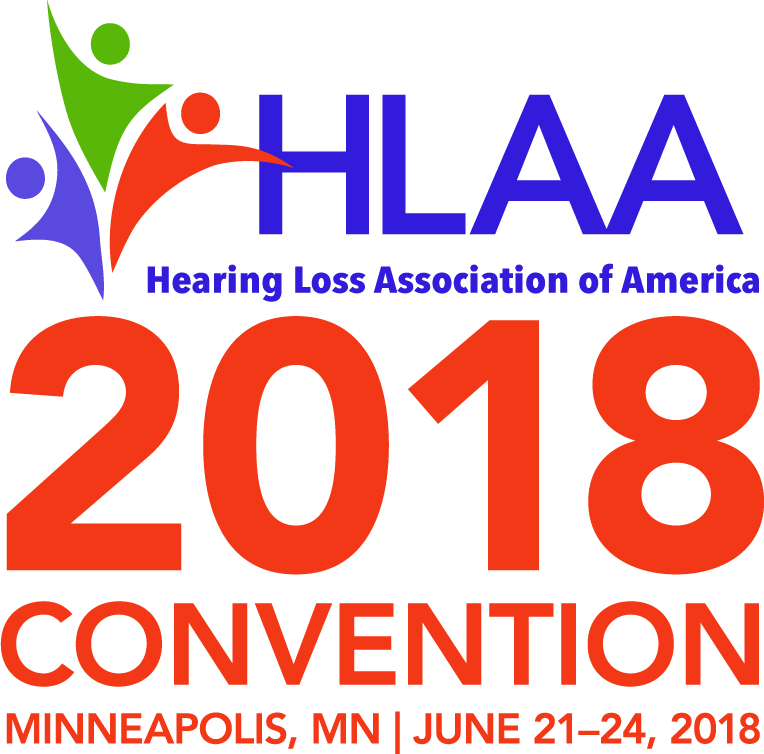 HLAA
Hearing Loss Association of America
2018
CONVENTION
MINNEAPOLIS, MN | JUNE 21–24, 2018